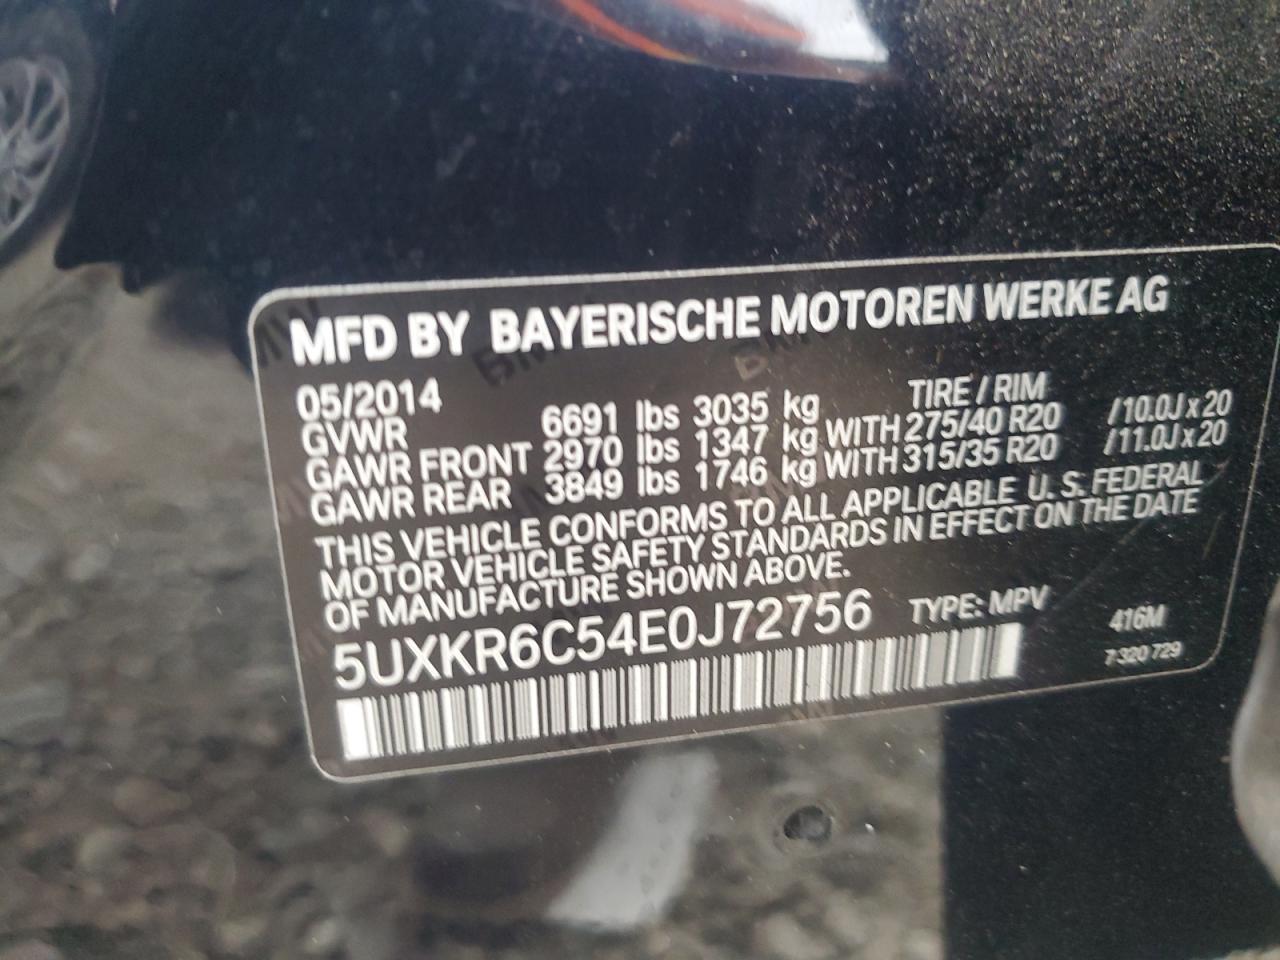 MFD BY BAYERISCHE MOTOREN WERKE AG
05/2014 TIRE / RIM
GVWR 6691 lbs 3035 kg
GAWR FRONT 2970 lbs 1347 kg WITH 275/40 R20 /10.0J x 20
GAWR REAR 3849 lbs 1746 kg WITH 315/35 R20 /11.0J x 20
THIS VEHICLE CONFORMS TO ALL APPLICABLE U. S. FEDERAL
MOTOR VEHICLE SAFETY STANDARDS IN EFFECT ON THE DATE
OF MANUFACTURE SHOWN ABOVE.
5UXKR6C54E0J72756 TYPE: MPV 416M
7 320 729